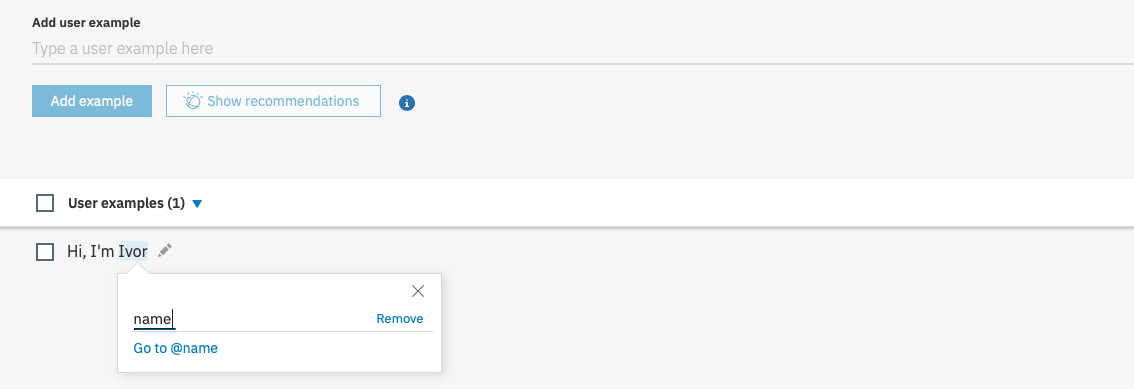 Add user example
Type a user example here
Add example Show recommendations i
User examples (1)
Hi, I'm Ivor
name Remove
Go to @name